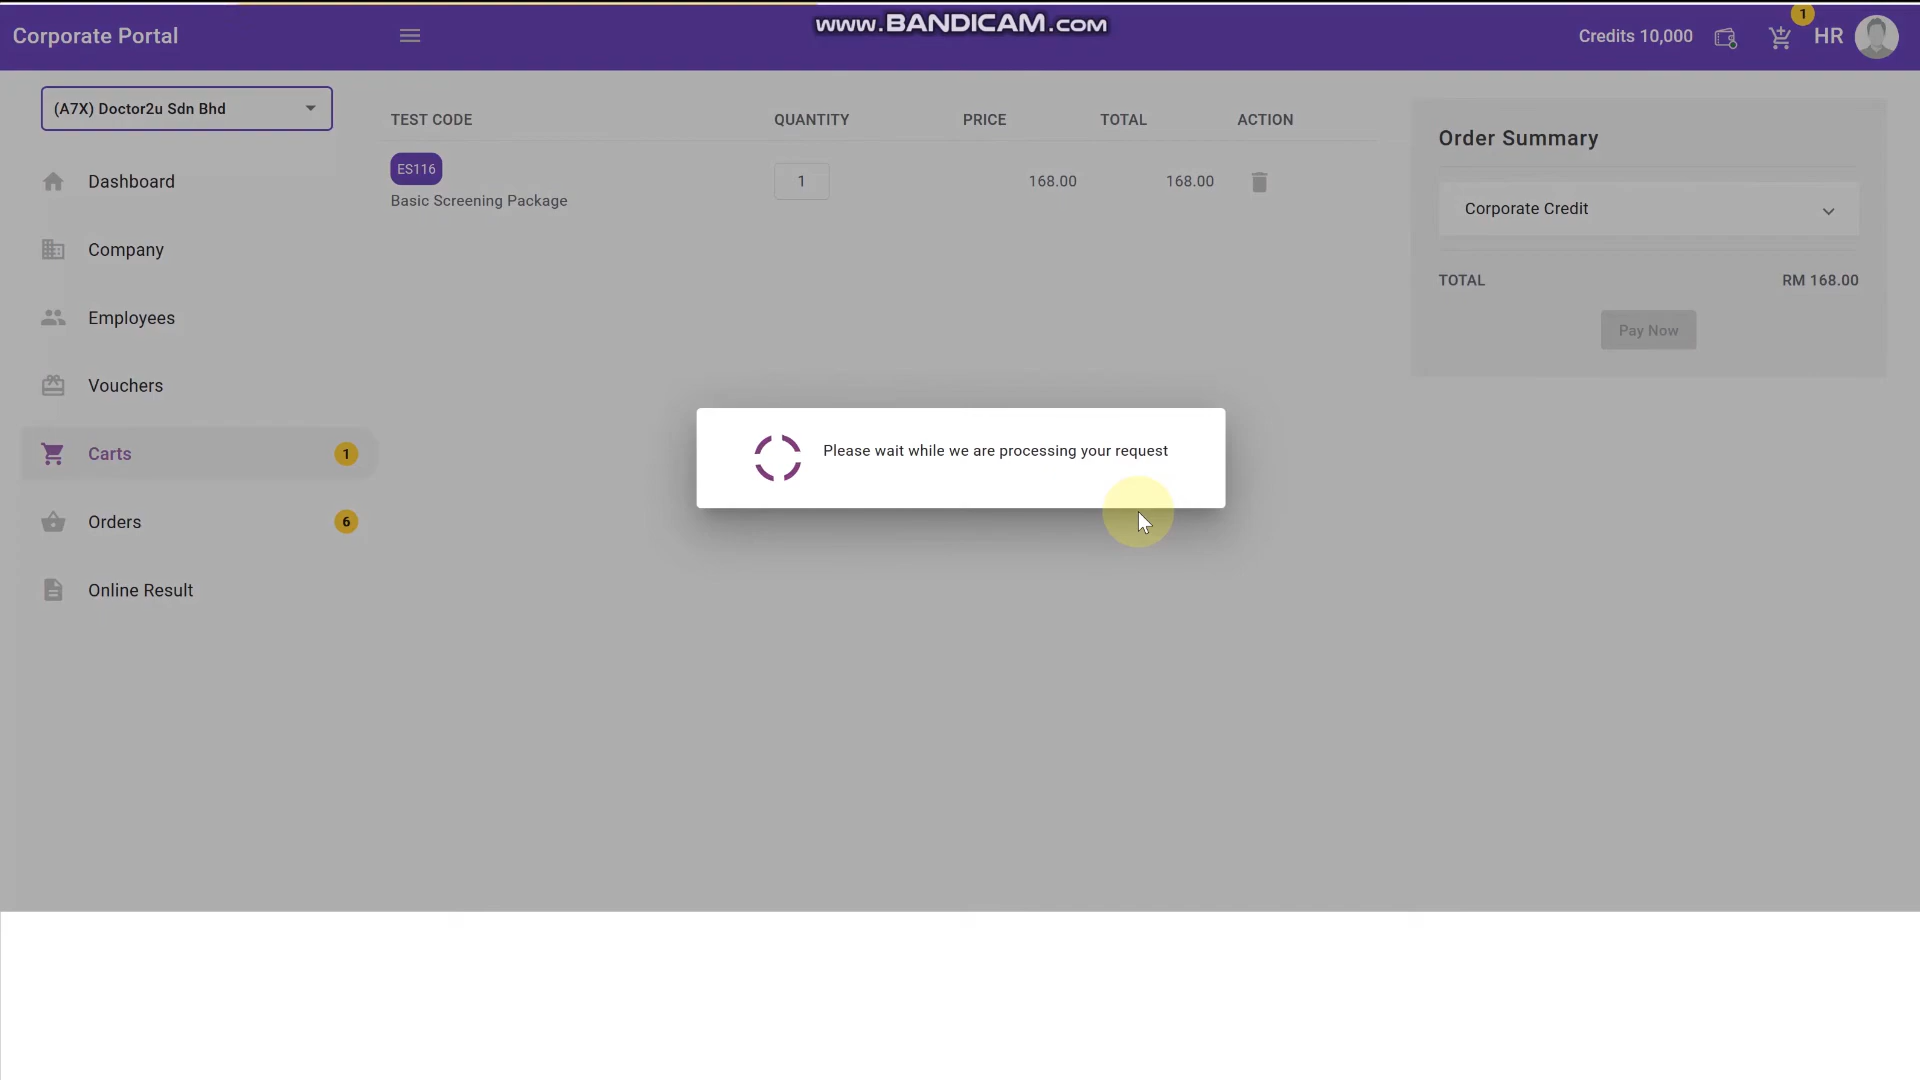 www.BANDICAM.com
Corporate Portal
Credits 10,000
1
HR
(A7X) Doctor2u Sdn Bhd
Dashboard
Company
Employees
Vouchers
Carts 1
Orders 6
Online Result
TEST CODE QUANTITY PRICE TOTAL ACTION
ES116
Basic Screening Package
1 168.00 168.00
Order Summary
Corporate Credit
TOTAL RM 168.00
Pay Now
Please wait while we are processing your request